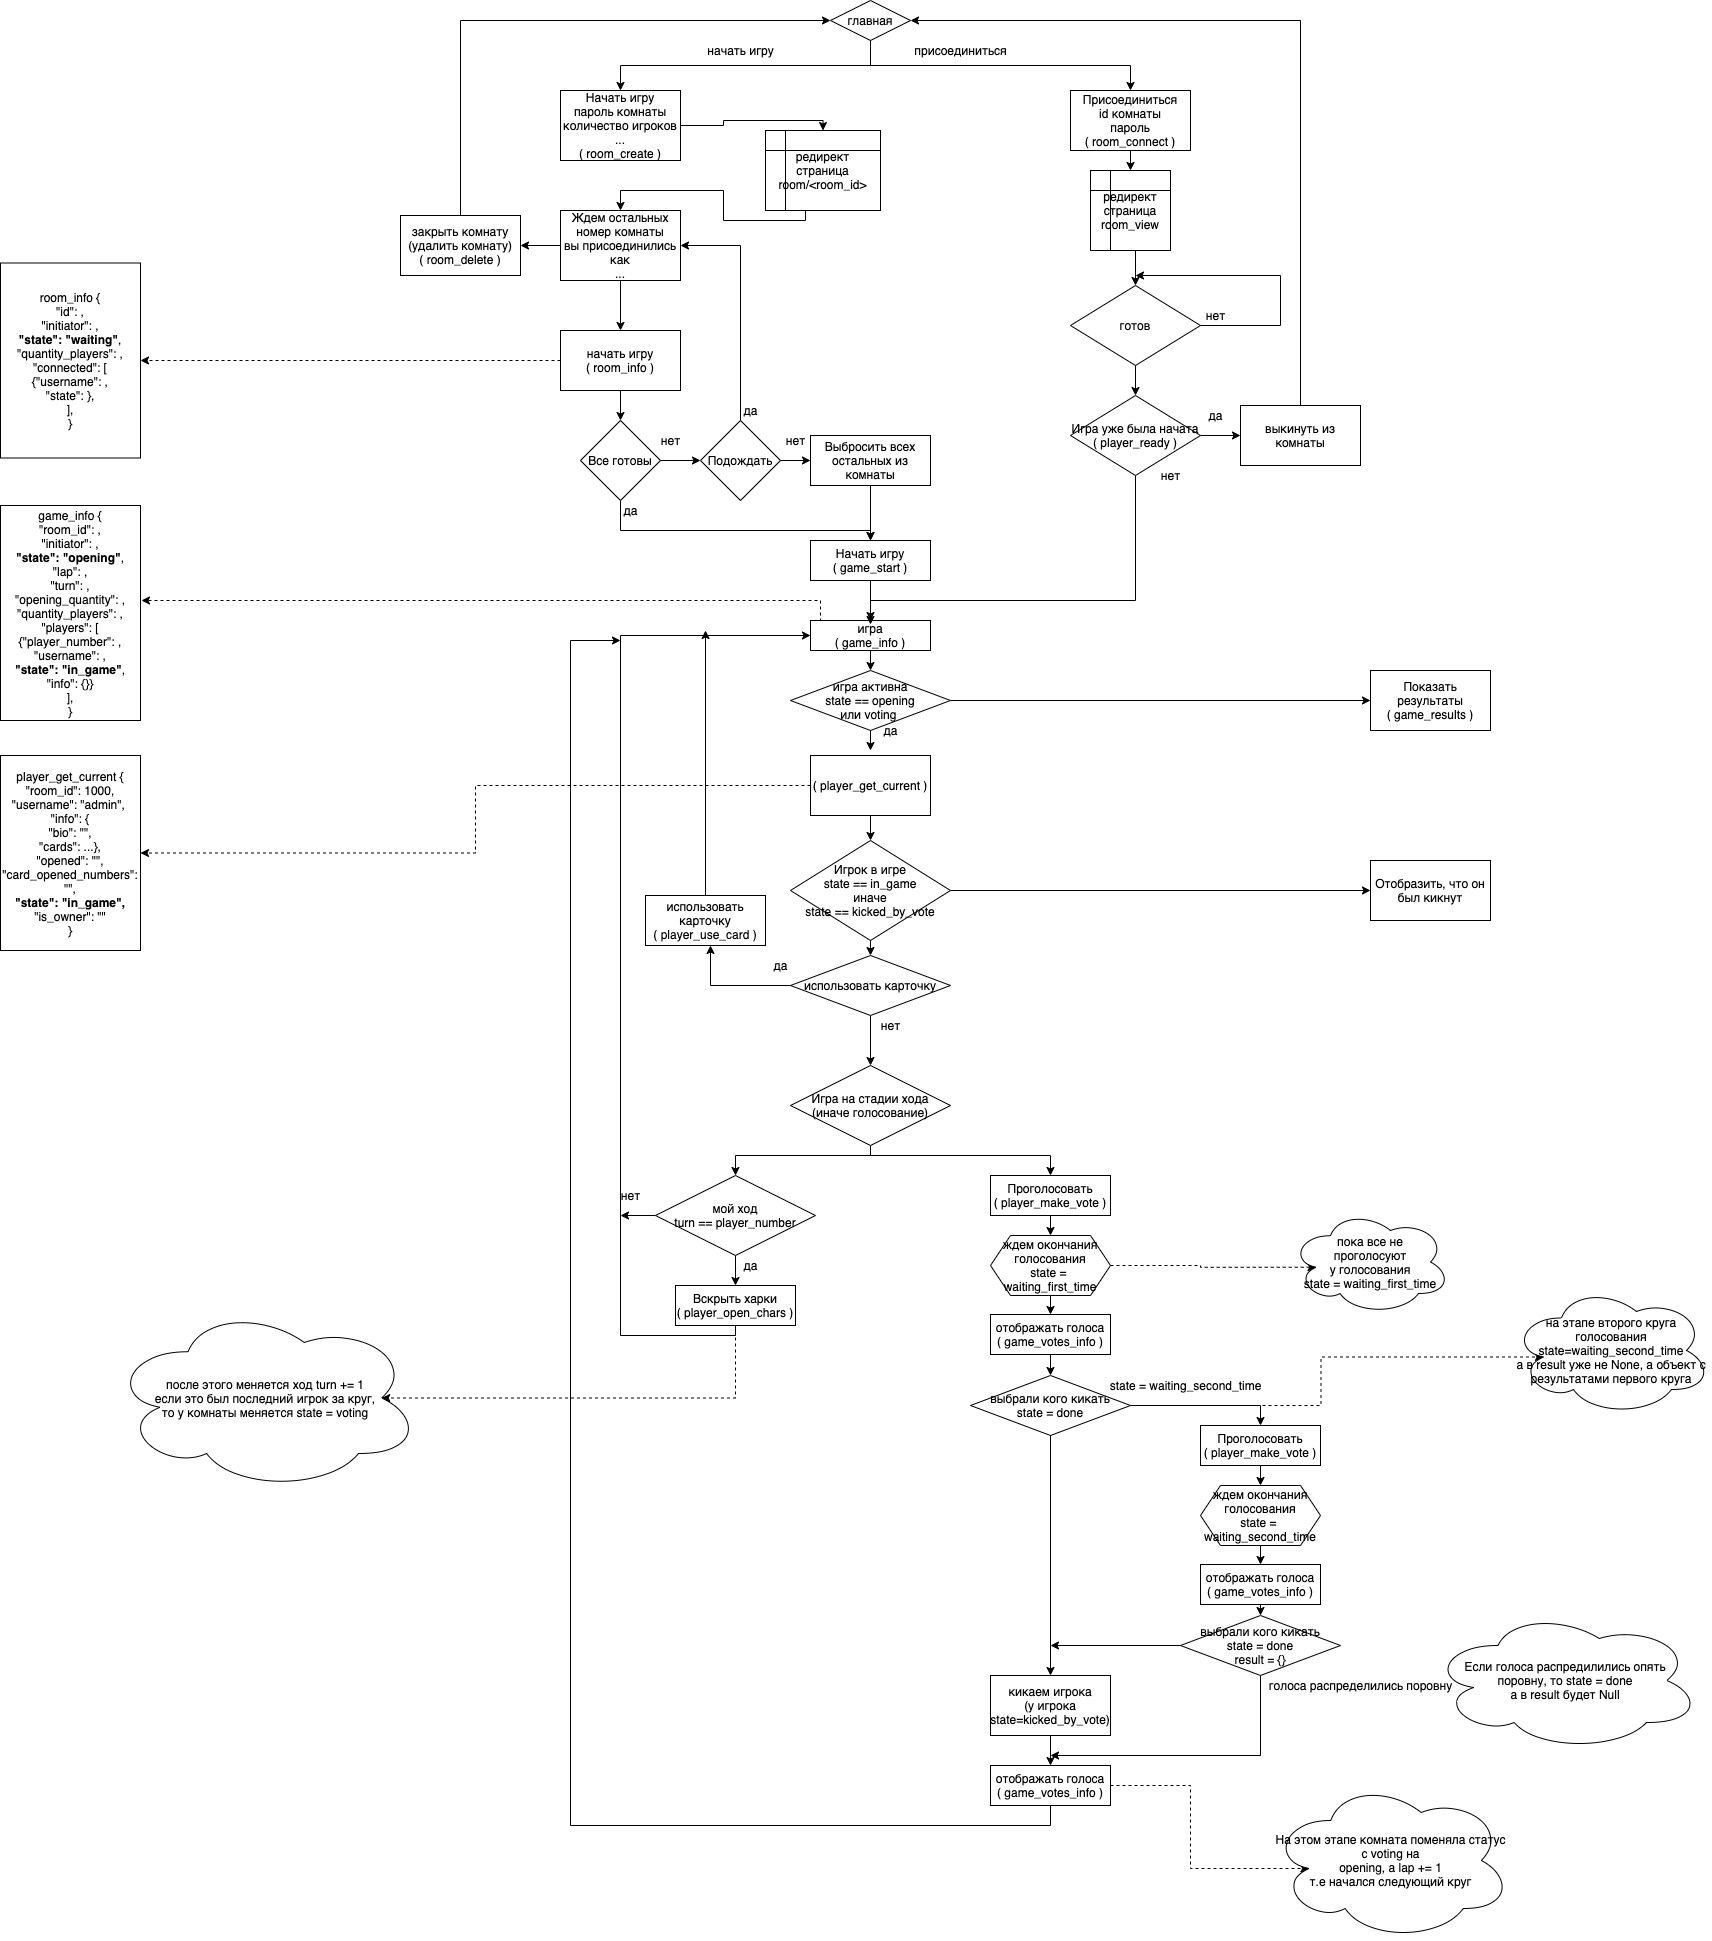 главная
начать игру
присоединиться
Начать игру
пароль комнаты
количество игроков
...
( room_create )
редирект
страница
room/<room_id>
Присоединиться
id комнаты
пароль
( room_connect )
редирект
страница
room_view
закрыть комнату
(удалить комнату)
( room_delete )
Ждем остальных
номер комнаты
вы присоединились
как
...
готов
нет
room_info {
"id": ,
"initiator": ,
"state": "waiting",
"quantity_players": ,
"connected": [
{"username": ,
"state": },
],
}
начать игру
( room_info )
Все готовы
нет
да
Подождать
да
нет
Выбросить всех
остальных из
комнаты
Игра уже была начата
( player_ready )
да
нет
выкинуть из
комнаты
Начать игру
( game_start )
game_info {
"room_id": ,
"initiator": ,
"state": "opening",
"lap": ,
"turn": ,
"opening_quantity": ,
"quantity_players": ,
"players": [
{"player_number": ,
"username": ,
"state": "in_game",
"info": {}}
],
}
игра
( game_info )
игра активна
state == opening
или voting
да
Показать
результаты
( game_results )
player_get_current {
"room_id": 1000,
"username": "admin",
"info": {
"bio": "",
"cards": ...},
"opened": "",
"card_opened_numbers":
"",
"state": "in_game",
"is_owner": ""
}
( player_get_current )
Игрок в игре
state == in_game
иначе
state == kicked_by_vote
Отобразить, что он
был кикнут
использовать
карточку
( player_use_card )
да
использовать карточку
нет
Игра на стадии хода
(иначе голосование)
нет
мой ход
turn == player_number
да
Вскрыть харки
( player_open_chars )
после этого меняется ход turn += 1
если это был последний игрок за круг,
то у комнаты меняется state = voting
Проголосовать
( player_make_vote )
ждем окончания
голосования
state =
waiting_first_time
пока все не
проголосуют
у голосования
state = waiting_first_time
отображать голоса
( game_votes_info )
на этапе второго круга
голосования
state=waiting_second_time
а в result уже не None, а объект с
результатами первого круга
выбрали кого кикать
state = done
state = waiting_second_time
Проголосовать
( player_make_vote )
ждем окончания
голосования
state =
waiting_second_time
отображать голоса
( game_votes_info )
выбрали кого кикать
state = done
result = {}
голоса распределились поровну
Если голоса распредилились опять
поровну, то state = done
а в result будет Null
кикаем игрока
(у игрока
state=kicked_by_vote)
отображать голоса
( game_votes_info )
На этом этапе комната поменяла статус
с voting на
opening, а lap += 1
т.е начался следующий круг